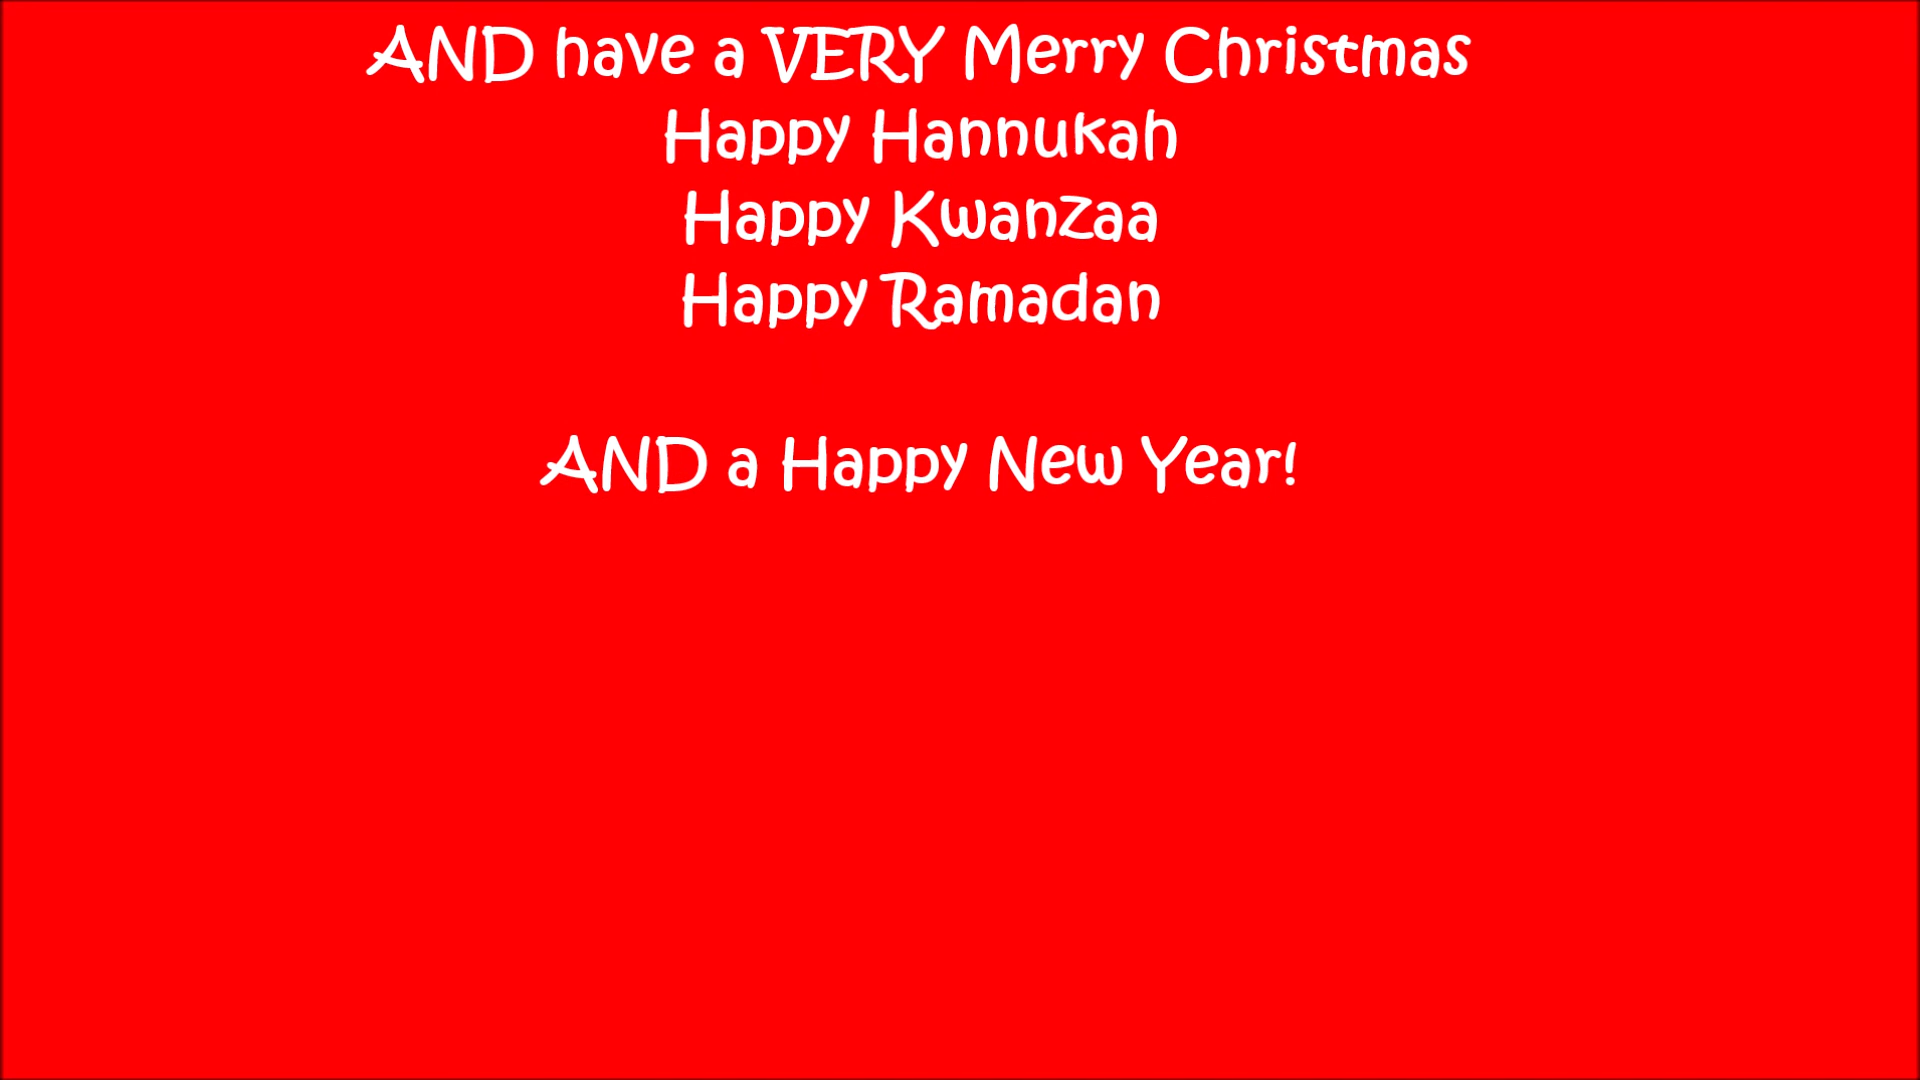 AND have a VERY Merry Christmas
Happy Hannukah
Happy Kwanzaa
Happy Ramadan
AND a Happy New Year!